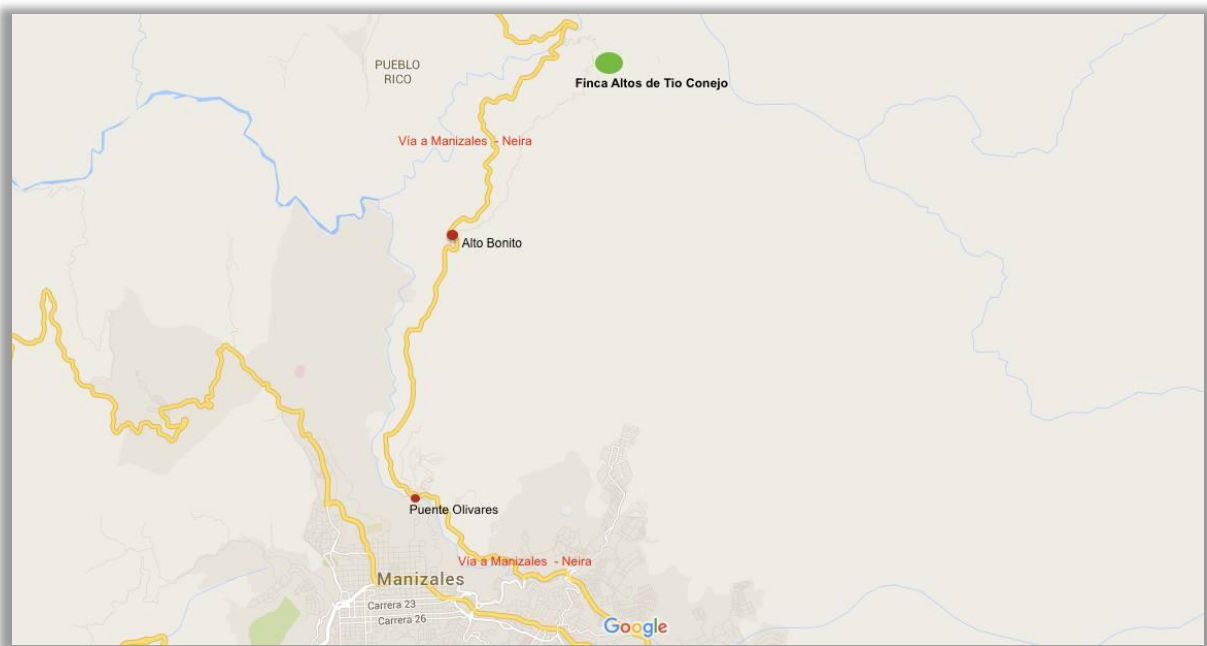 PUEBLO
RICO
Finca Altos de Tio Conejo
Vía a Manizales - Neira
Alto Bonito
Puente Olivares
Vía a Manizales - Neira
Manizales
Carrera 23
Carrera 26
Google